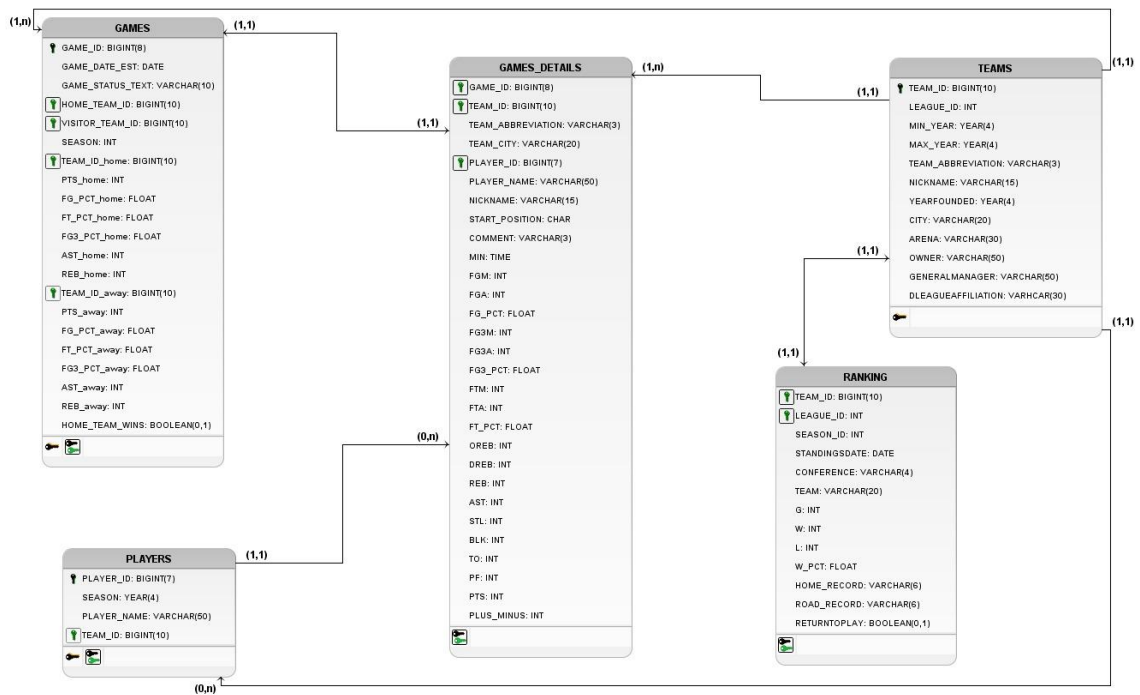 (1,n)
GAMES
(1,1)
GAME_ID: BIGINT(8)
GAME_DATE_EST: DATE
GAME_STATUS_TEXT: VARCHAR(10)
HOME_TEAM_ID: BIGINT(10)
VISITOR_TEAM_ID: BIGINT(10)
SEASON: INT
TEAM_ID_home: BIGINT(10)
PTS_home: INT
FG_PCT_home: FLOAT
FT_PCT_home: FLOAT
FG3_PCT_home: FLOAT
AST_home: INT
REB_home: INT
TEAM_ID_away: BIGINT(10)
PTS_away: INT
FG_PCT_away: FLOAT
FT_PCT_away: FLOAT
FG3_PCT_away: FLOAT
AST_away: INT
REB_away: INT
HOME_TEAM_WINS: BOOLEAN(0,1)
(1,1)
GAMES_DETAILS
(1,n)
GAME_ID: BIGINT(8)
TEAM_ID: BIGINT(10)
TEAM_ABBREVIATION: VARCHAR(3)
TEAM_CITY: VARCHAR(20)
PLAYER_ID: BIGINT(7)
PLAYER_NAME: VARCHAR(50)
NICKNAME: VARCHAR(15)
START_POSITION: CHAR
COMMENT: VARCHAR(3)
MIN: TIME
FGM: INT
FGA: INT
FG_PCT: FLOAT
FG3M: INT
FG3A: INT
FG3_PCT: FLOAT
FTM: INT
FTA: INT
FT_PCT: FLOAT
OREB: INT
DREB: INT
REB: INT
AST: INT
STL: INT
BLK: INT
TO: INT
PF: INT
PTS: INT
PLUS_MINUS: INT
(0,n)
(1,1)
TEAMS
(1,1)
TEAM_ID: BIGINT(10)
LEAGUE_ID: INT
MIN_YEAR: YEAR(4)
MAX_YEAR: YEAR(4)
TEAM_ABBREVIATION: VARCHAR(3)
NICKNAME: VARCHAR(15)
YEARFOUNDED: YEAR(4)
CITY: VARCHAR(20)
ARENA: VARCHAR(30)
OWNER: VARCHAR(50)
GENERALMANAGER: VARCHAR(50)
DLEAGUEAFFILIATION: VARHCAR(30)
(1,1)
(1,1)
(1,1)
RANKING
TEAM_ID: BIGINT(10)
LEAGUE_ID: INT
SEASON_ID: INT
STANDINGSDATE: DATE
CONFERENCE: VARCHAR(4)
TEAM: VARCHAR(20)
G: INT
W: INT
L: INT
W_PCT: FLOAT
HOME_RECORD: VARCHAR(6)
ROAD_RECORD: VARCHAR(6)
RETURNTOPLAY: BOOLEAN(0,1)
PLAYERS
(1,1)
PLAYER_ID: BIGINT(7)
SEASON: YEAR(4)
PLAYER_NAME: VARCHAR(50)
TEAM_ID: BIGINT(10)
(0,n)